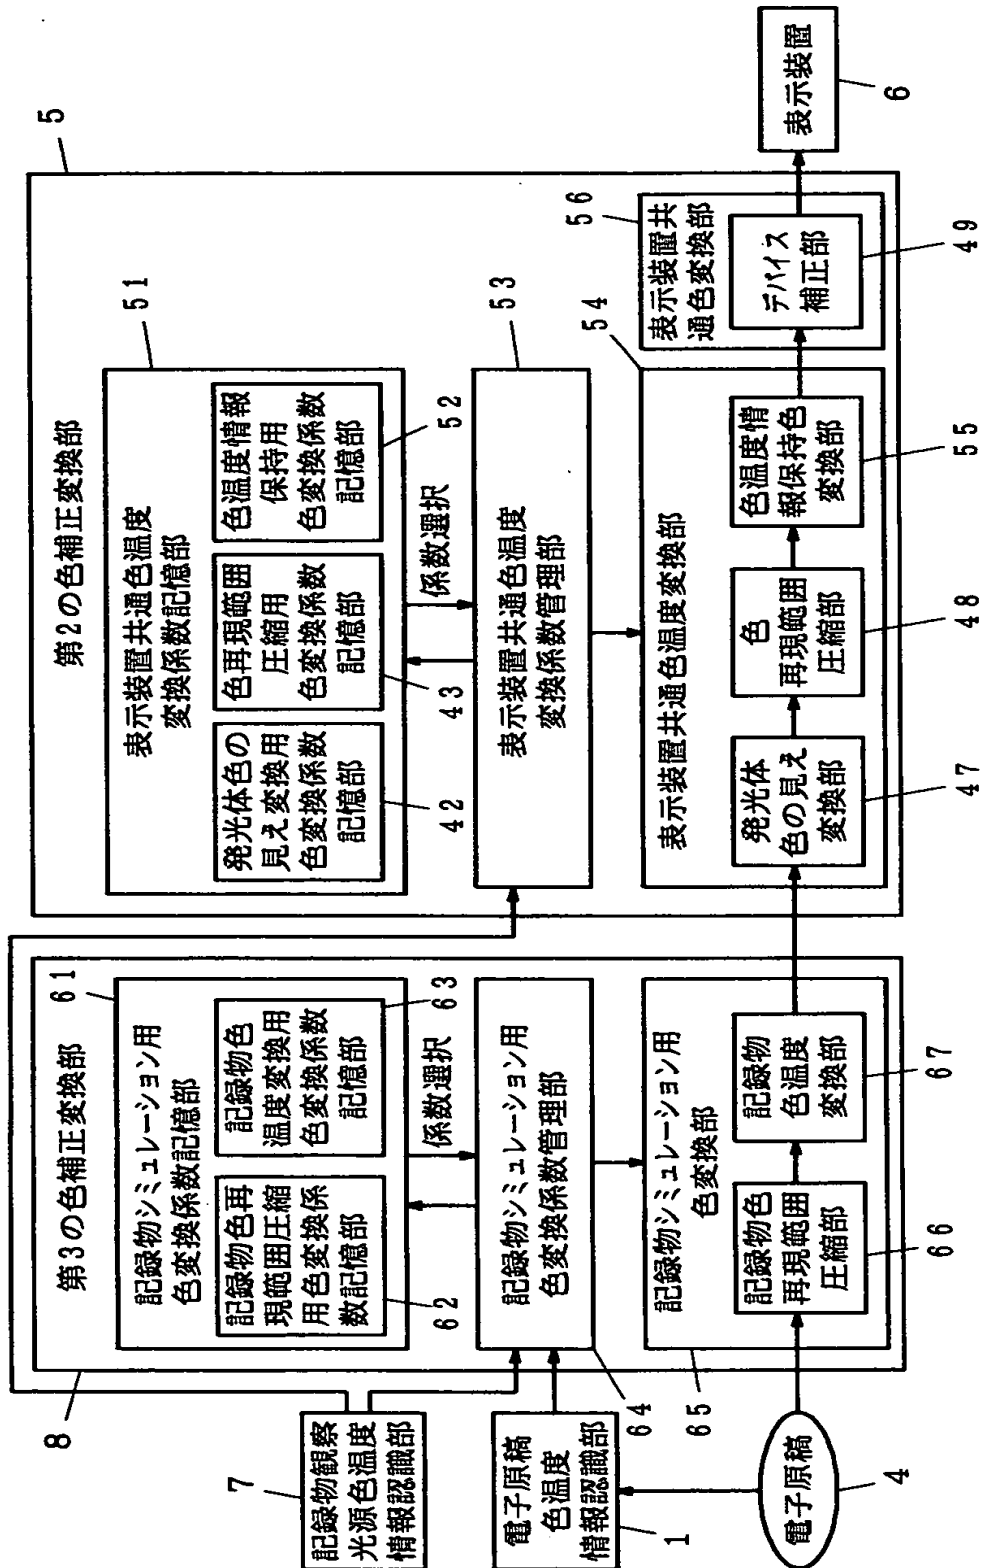 7
記録物観察
光源色温度
情報認識部
電子原稿
色温度
情報認識部
1
電子原稿
4
8
第3の色補正変換部
61
記録物シミュレーション用
色変換係数記憶部
記録物色再
現範囲圧縮
用色変換係
数記憶部
62
記録物色
温度変換用
色変換係数
記憶部
63
係数選択
記録物シミュレーション用
色変換係数管理部
64
記録物シミュレーション用
色変換部
65
記録物色
再現範囲
圧縮部
66
記録物
色温度
変換部
67
5
第2の色補正変換部
51
表示装置共通色温度
変換係数記憶部
発光体色の
見え変換用
色変換係数
記憶部
42
色再現範囲
圧縮用
色変換係数
記憶部
43
色温度情報
保持用
色変換係数
記憶部
52
係数選択
53
表示装置共通色温度
変換係数管理部
54
表示装置共通色温度変換部
発光体
色の見え
変換部
47
色
再現範囲
圧縮部
48
色温度情
報保持色
変換部
55
56
表示装置共
通色変換部
デバイス
補正部
49
表示装置
6